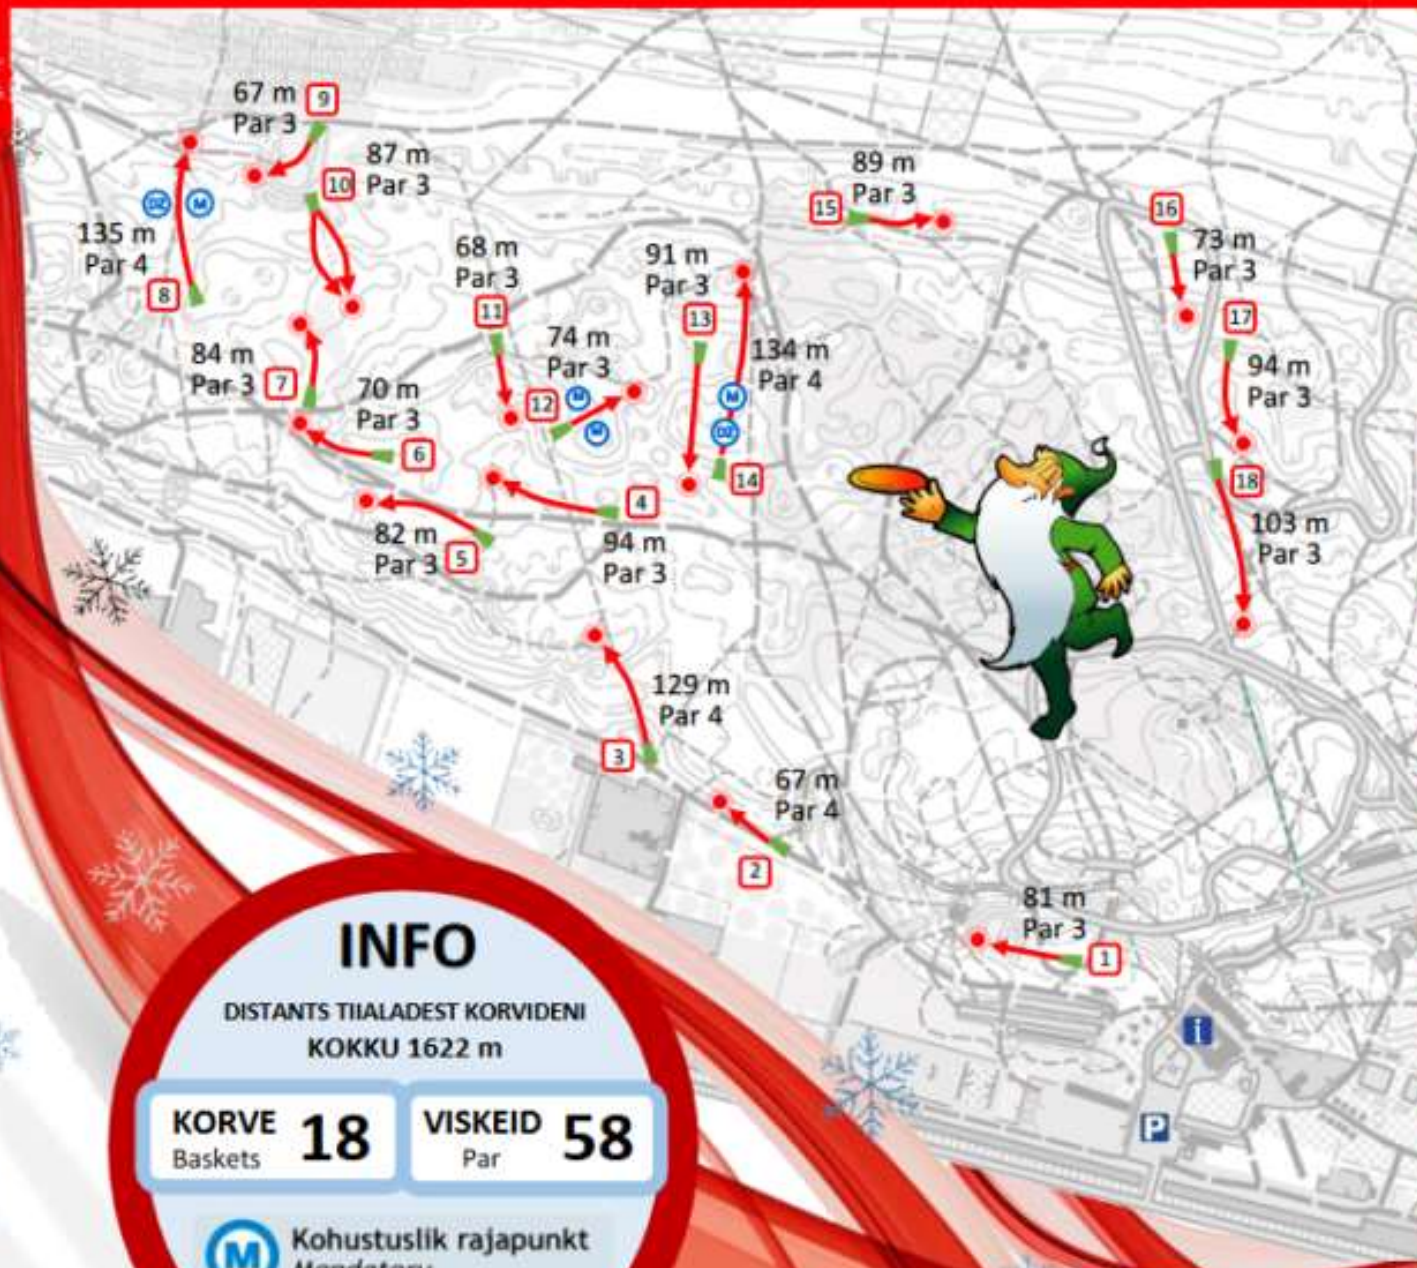 67 m
Par 3
9
87 m
Par 3
10
DZ
M
135 m
Par 4
8
84 m
Par 3
7
70 m
Par 3
6
68 m
Par 3
11
74 m
Par 3
12
M
M
91 m
Par 3
13
134 m
Par 4
M
DZ
14
89 m
Par 3
15
16
73 m
Par 3
17
94 m
Par 3
18
103 m
Par 3
82 m
Par 3
5
4
94 m
Par 3
129 m
Par 4
3
67 m
Par 4
2
81 m
Par 3
1
i
P
INFO
DISTANTS TIIALADEST KORVIDENI
KOKKU 1622 m
KORVE 18
Baskets
VISKEID 58
Par
M Kohustuslik rajapunkt
Mandatory